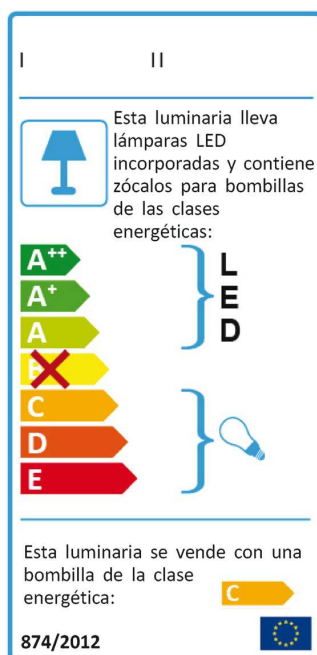 I II
Esta luminaria lleva
lámparas LED
incorporadas y contiene
zócalos para bombillas
de las clases
energéticas:
A++
A+
A
B
C
D
E
L
E
D
Esta luminaria se vende con una
bombilla de la clase
energética: C
874/2012